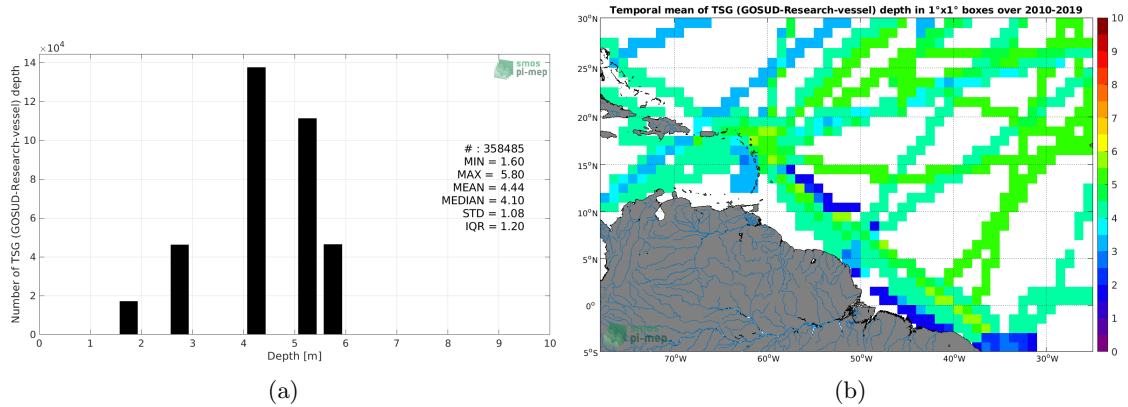 ×10⁴
14
12
10
8
6
4
2
0
0 1 2 3 4 5 6 7 8 9 10
Depth [m]
Number of TSG (GOSUD-Research-vessel) depth
smos
pi-mep
# : 358485
MIN = 1.60
MAX = 5.80
MEAN = 4.44
MEDIAN = 4.10
STD = 1.08
IQR = 1.20
(a)
Temporal mean of TSG (GOSUD-Research-vessel) depth in 1°x1° boxes over 2010-2019
30°N
25°N
20°N
15°N
10°N
5°N
0°
5°S
70°W 60°W 50°W 40°W 30°W
smos
pi-mep
10
9
8
7
6
5
4
3
2
1
0
(b)